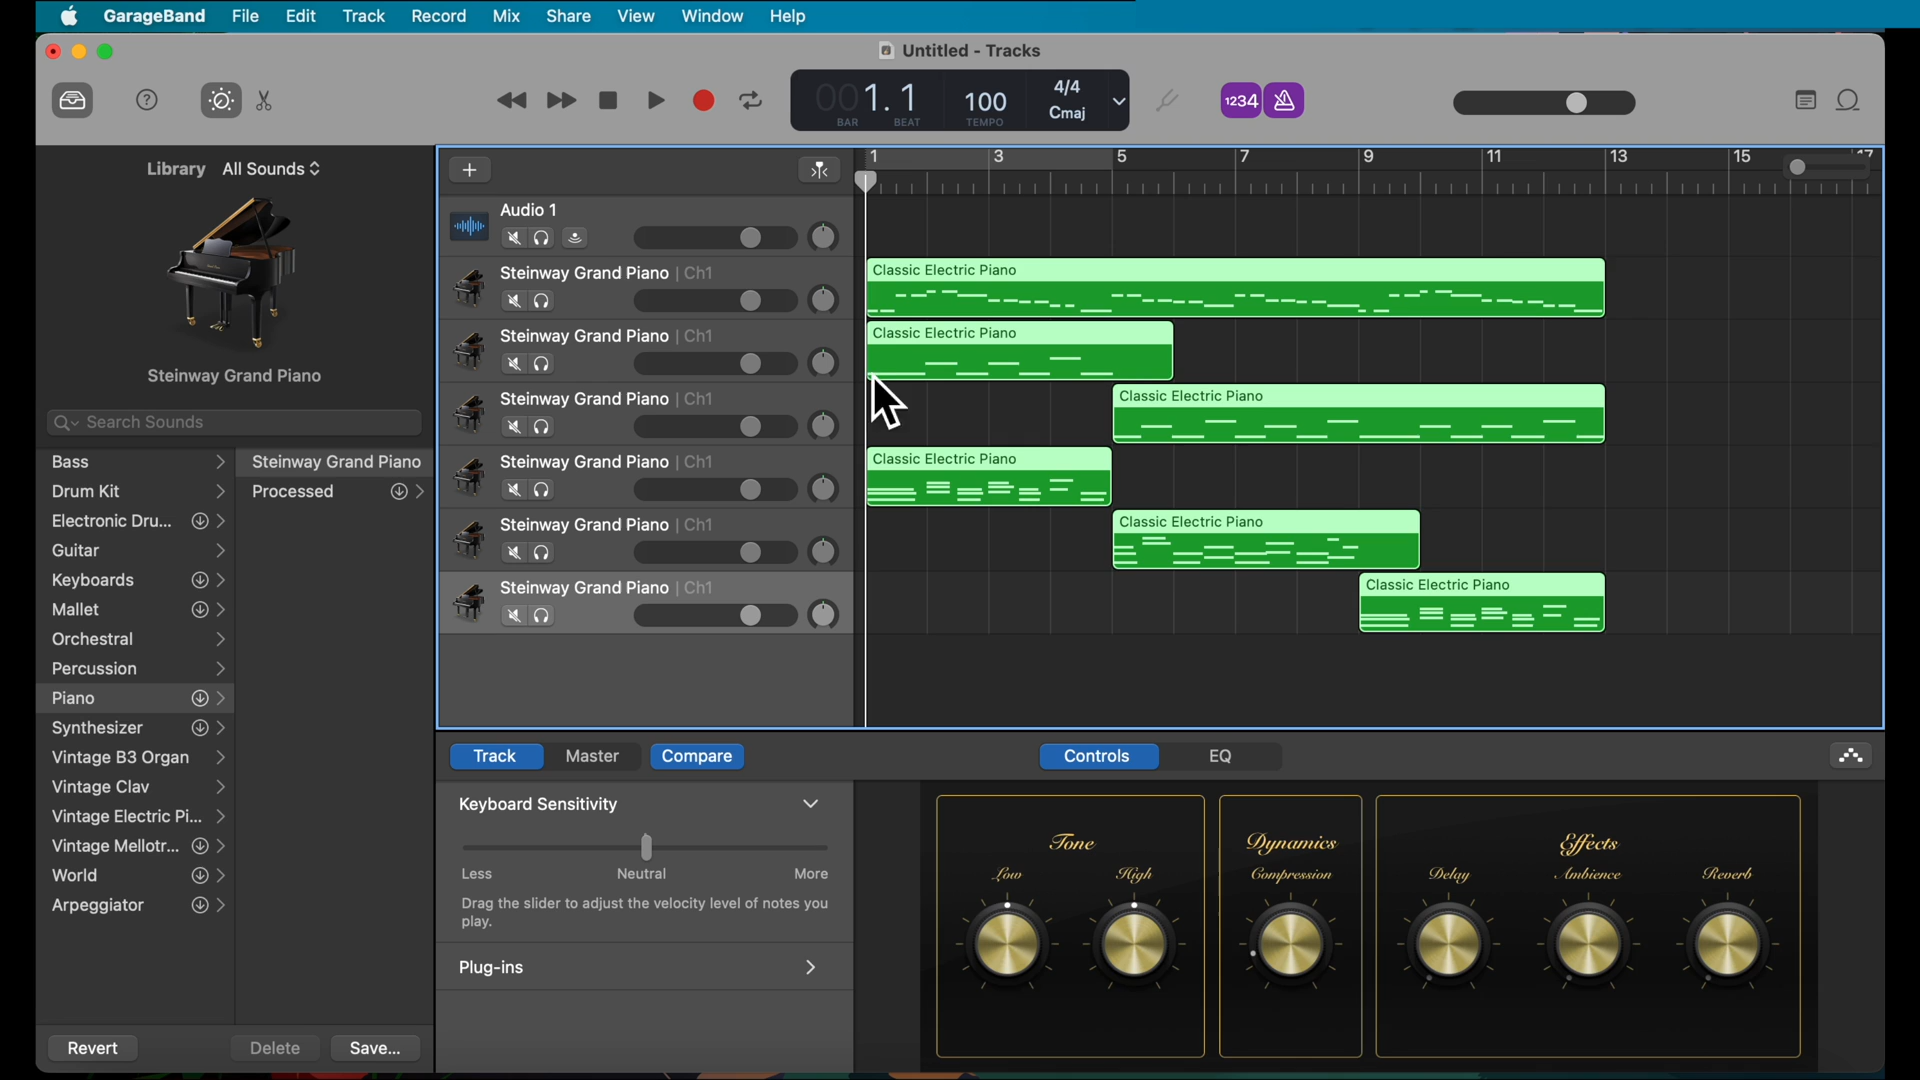 GarageBand File Edit Track Record Mix Share View Window Help
Untitled - Tracks
001.1
BAR BEAT
100
TEMPO
4/4
Cmaj
1234
Library All Sounds
Steinway Grand Piano
Search Sounds
Bass
Drum Kit
Electronic Dru...
Guitar
Keyboards
Mallet
Orchestral
Percussion
Piano
Synthesizer
Vintage B3 Organ
Vintage Clav
Vintage Electric Pi...
Vintage Mellotr...
World
Arpeggiator
Steinway Grand Piano
Processed
Revert Delete Save...
1 3 5 7 9 11 13 15 17
Audio 1
Steinway Grand Piano | Ch1
Classic Electric Piano
Steinway Grand Piano | Ch1
Classic Electric Piano
Steinway Grand Piano | Ch1
Classic Electric Piano
Steinway Grand Piano | Ch1
Classic Electric Piano
Steinway Grand Piano | Ch1
Classic Electric Piano
Steinway Grand Piano | Ch1
Classic Electric Piano
Track Master Compare
Controls EQ
Keyboard Sensitivity
Less Neutral More
Drag the slider to adjust the velocity level of notes you
play.
Plug-ins
Tone
Low High
Dynamics
Compression
Effects
Delay Ambience Reverb